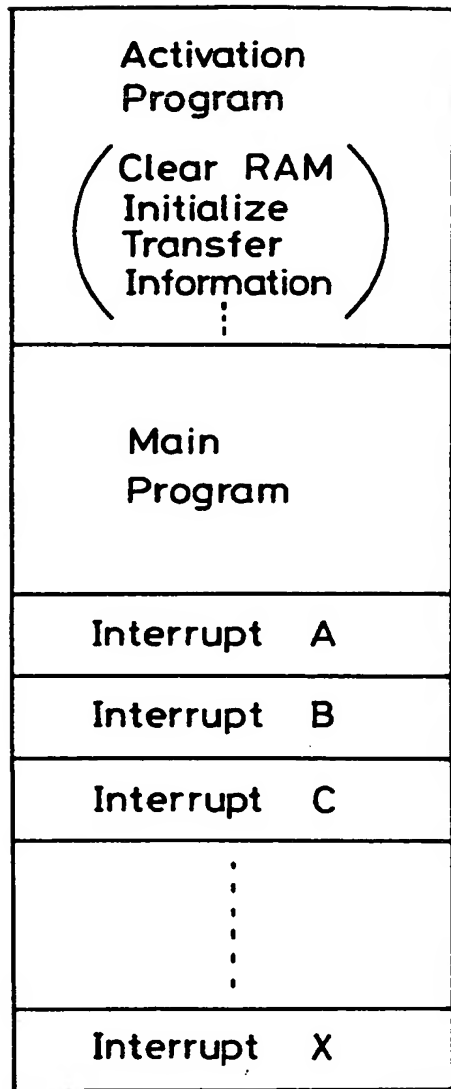 Activation
Program
Clear RAM
Initialize
Transfer
Information
Main
Program
Interrupt A
Interrupt B
Interrupt C
Interrupt X